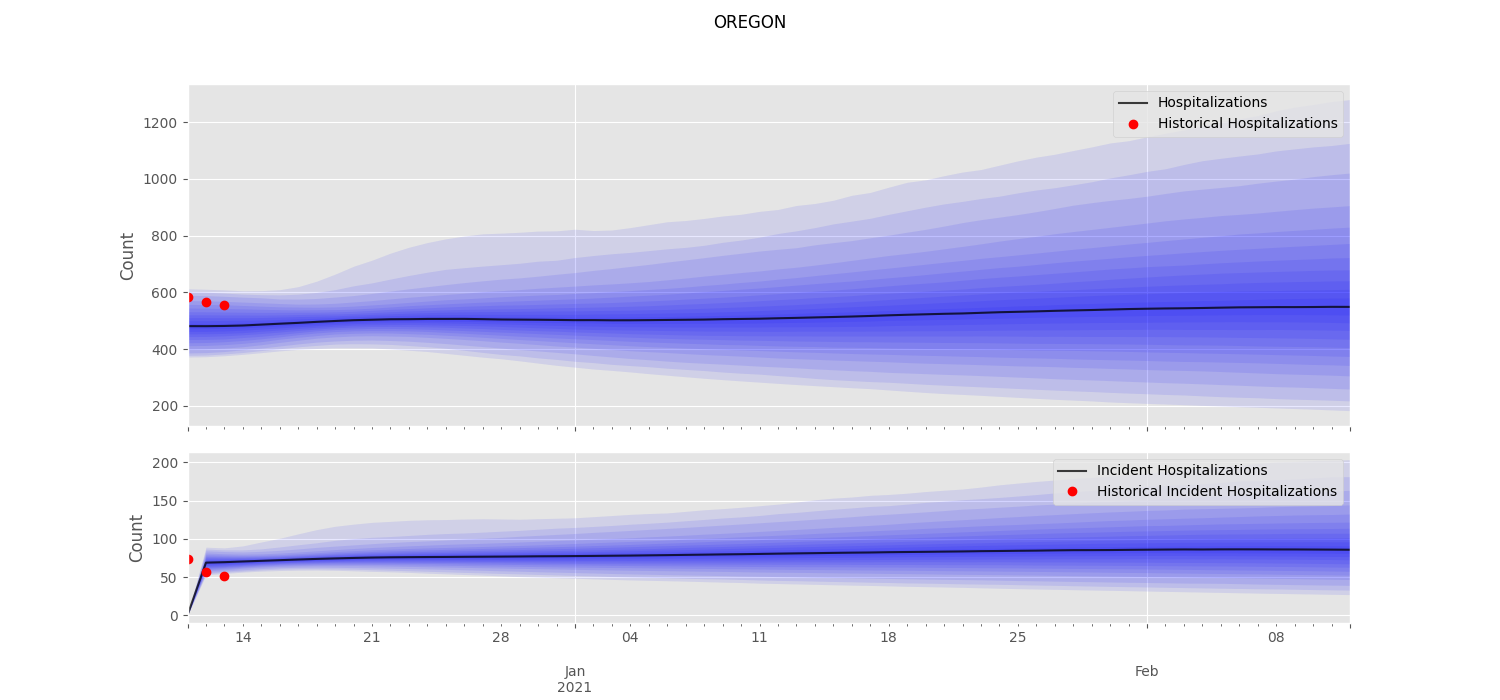 OREGON
Hospitalizations
Historical Hospitalizations
1200
1000
800
600
400
200
Count
Incident Hospitalizations
Historical Incident Hospitalizations
200
150
100
50
0
Count
14 21 28 04 11 18 25 08
Jan Feb
2021